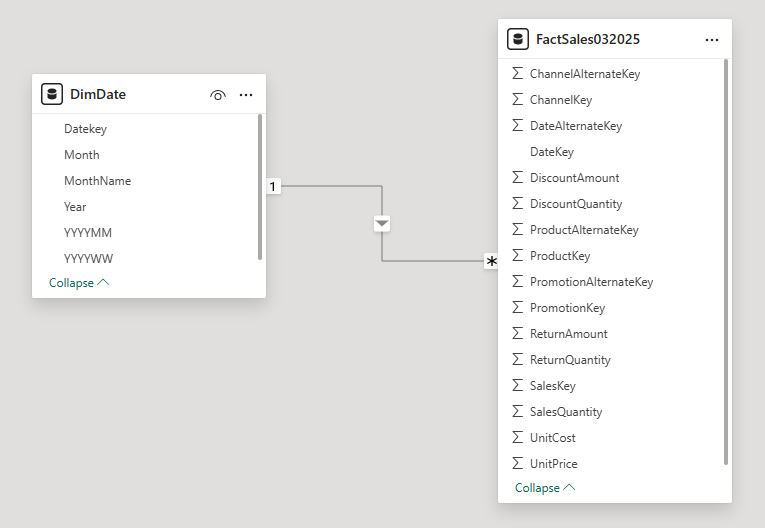 DimDate
Datekey
Month
MonthName
Year
YYYYMM
YYYYWW
Collapse
1
*
FactSales032025
ChannelAlternateKey
ChannelKey
DateAlternateKey
DateKey
DiscountAmount
DiscountQuantity
ProductAlternateKey
ProductKey
PromotionAlternateKey
PromotionKey
ReturnAmount
ReturnQuantity
SalesKey
SalesQuantity
UnitCost
UnitPrice
Collapse